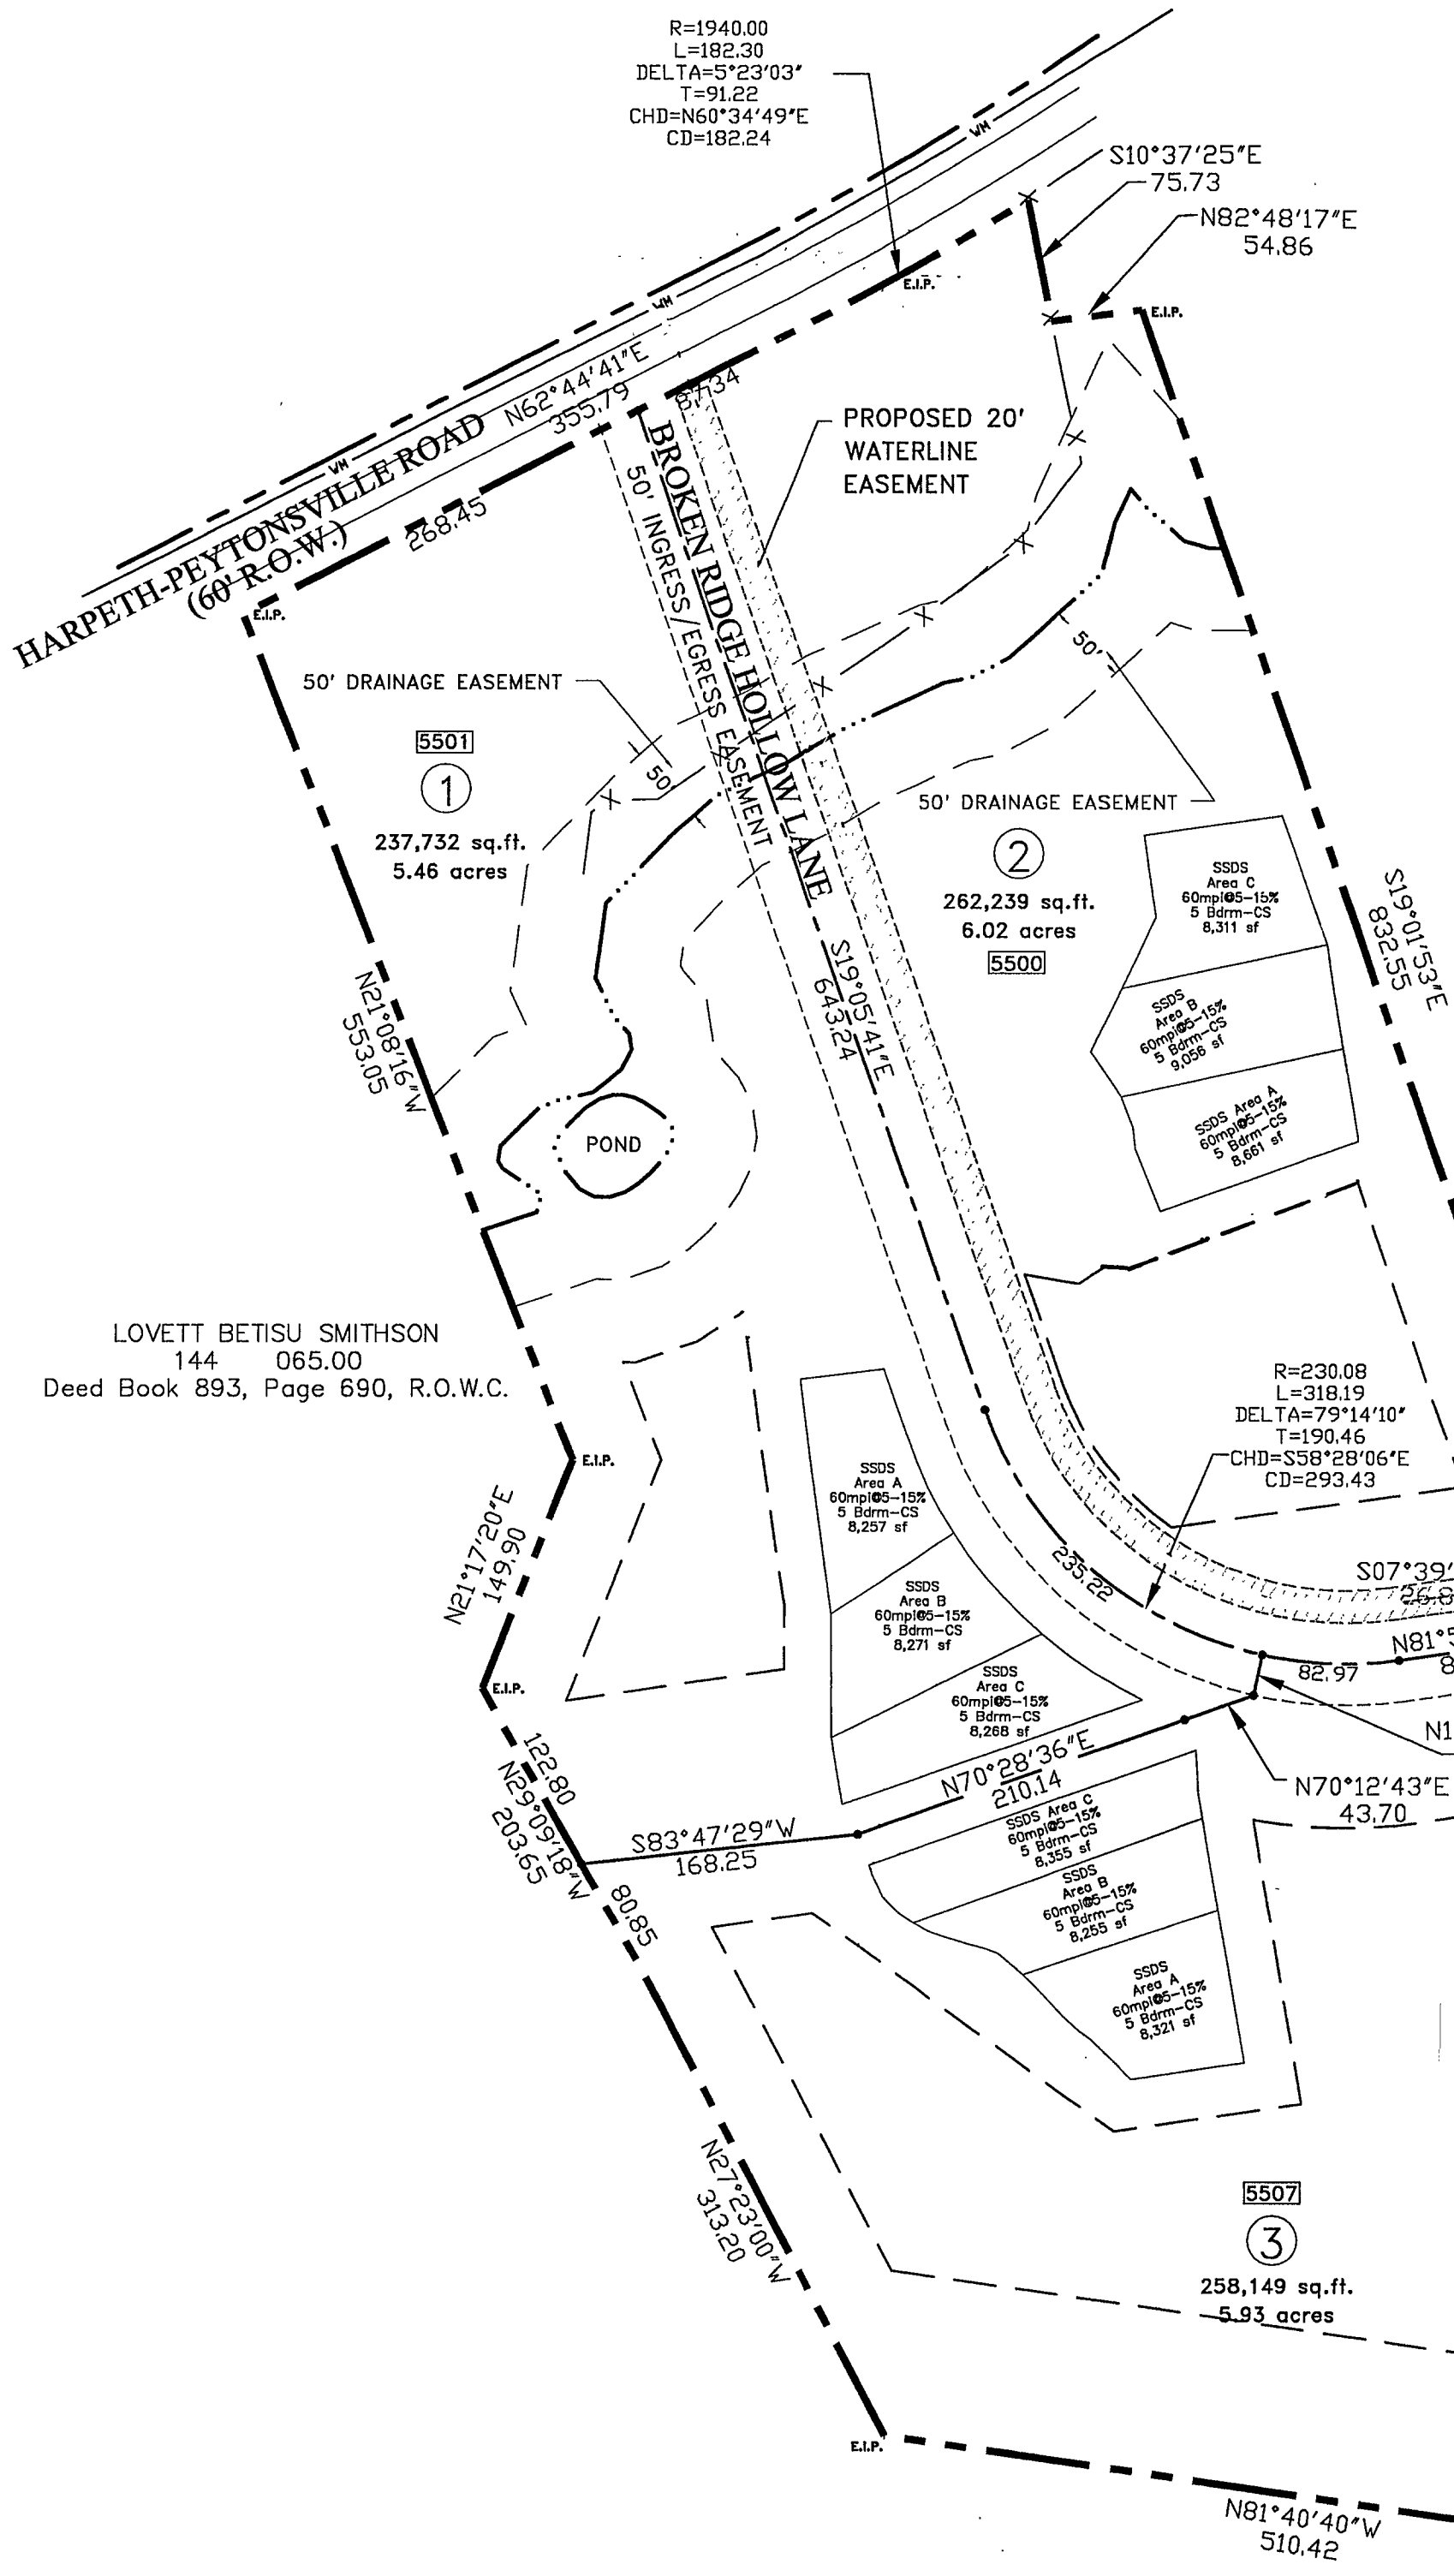 R=1940.00
L=182.30
DELTA=5°23'03"
T=91.22
CHD=N60°34'49"E
CD=182.24
WM
S10°37'25"E
75.73
N82°48'17"E
54.86
E.I.P.
E.I.P.
WM
N62°44'41"E
355.79
87.34
PROPOSED 20'
WATERLINE
EASEMENT
WM
HARPETH-PEYTONSVILLE ROAD
(60' R.O.W.)
268.45
E.I.P.
BROKEN RIDGE HOLLOW LANE
50' INGRESS/EGRESS EASEMENT
50' DRAINAGE EASEMENT
50'
50'
5501
1
237,732 sq.ft.
5.46 acres
50' DRAINAGE EASEMENT
2
262,239 sq.ft.
6.02 acres
5500
SSDS
Area C
60mpi@5-15%
5 Bdrm-CS
8,311 sf
SSDS
Area B
60mpi@5-15%
5 Bdrm-CS
9,056 sf
SSDS Area A
60mpi@5-15%
5 Bdrm-CS
8,661 sf
S19°01'53"E
832.55
S19°05'41"E
643.24
N21°08'16"W
553.05
POND
LOVETT BETISU SMITHSON
144 065.00
Deed Book 893, Page 690, R.O.W.C.
R=230.08
L=318.19
DELTA=79°14'10"
T=190.46
CHD=S58°28'06"E
CD=293.43
E.I.P.
SSDS
Area A
60mpi@5-15%
5 Bdrm-CS
8,257 sf
N21°17'20"E
149.90
235.22
S07°39'
26.8
SSDS
Area B
60mpi@5-15%
5 Bdrm-CS
8,271 sf
N81°5
8
82.97
E.I.P.
SSDS
Area C
60mpi@5-15%
5 Bdrm-CS
8,268 sf
N1
122.80
N29°09'18"W
203.65
80.85
N70°28'36"E
210.14
N70°12'43"E
43.70
S83°47'29"W
168.25
SSDS Area C
60mpi@5-15%
5 Bdrm-CS
8,355 sf
SSDS
Area B
60mpi@5-15%
5 Bdrm-CS
8,255 sf
SSDS
Area A
60mpi@5-15%
5 Bdrm-CS
8,321 sf
N27°23'00"W
313.20
5507
3
258,149 sq.ft.
5.93 acres
E.I.P.
N81°40'40"W
510.42